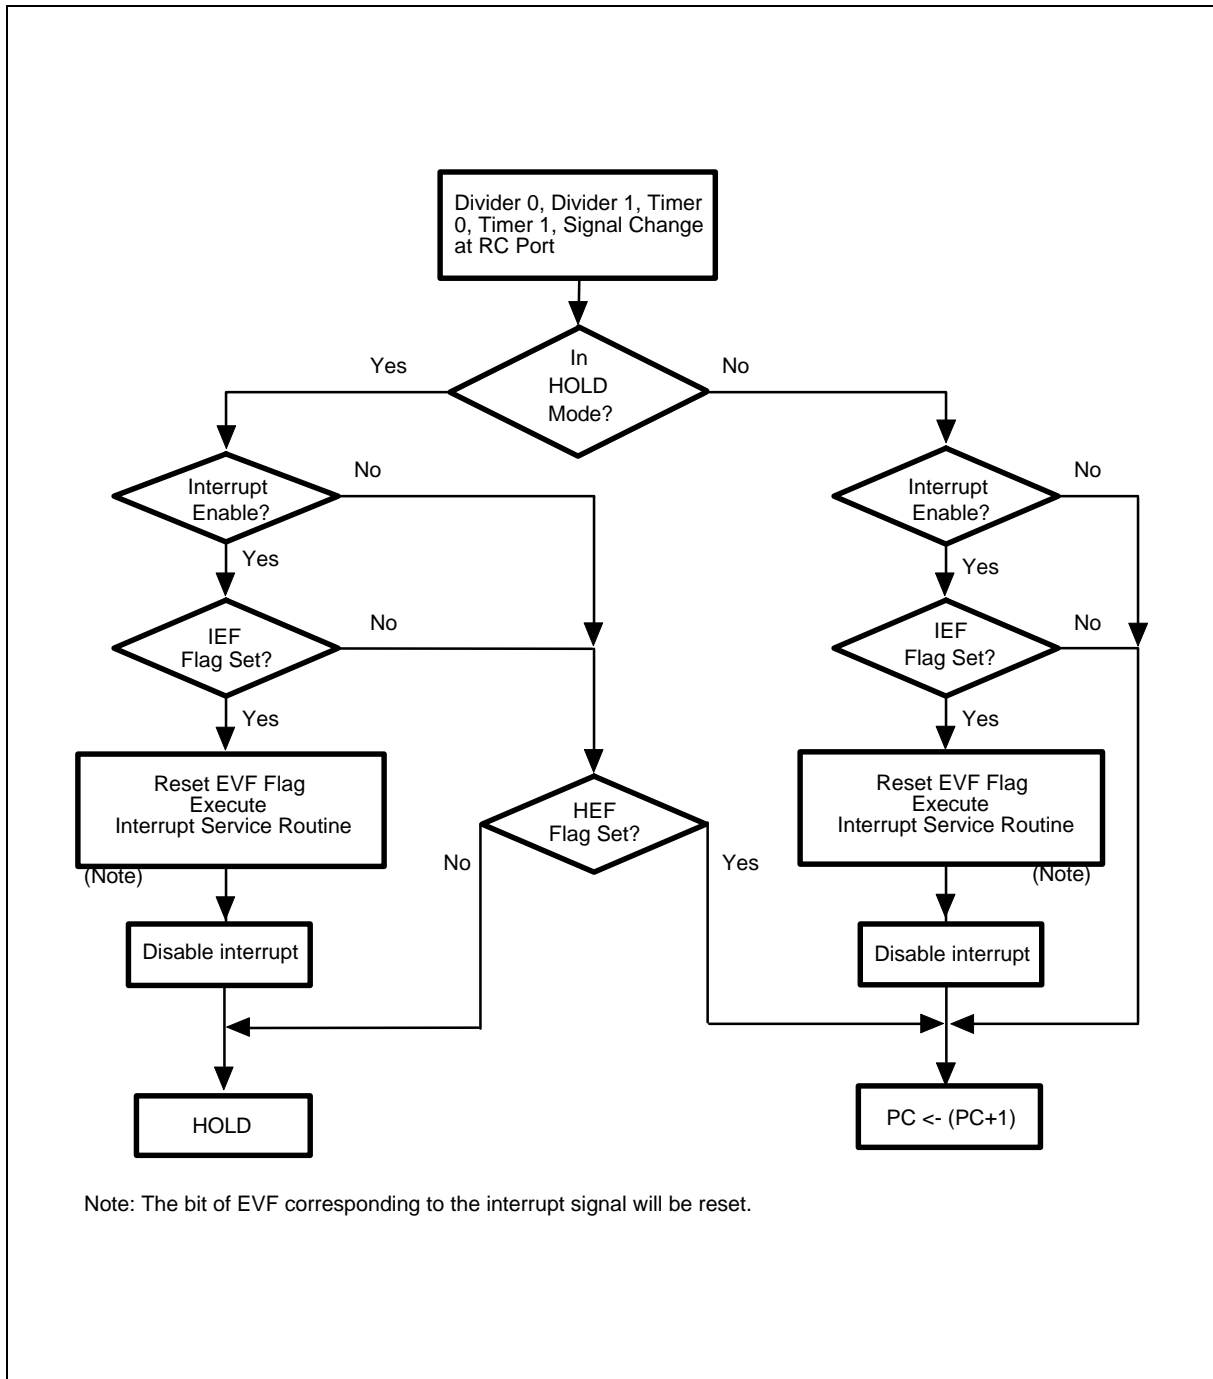 Divider 0, Divider 1, Timer
0, Timer 1, Signal Change
at RC Port
In
HOLD
Mode?
Yes
No
Interrupt
Enable?
No
Yes
Interrupt
Enable?
No
Yes
IEF
Flag Set?
No
Yes
IEF
Flag Set?
No
Yes
Reset EVF Flag
Execute
Interrupt Service Routine
(Note)
HEF
Flag Set?
No
Yes
Reset EVF Flag
Execute
Interrupt Service Routine
(Note)
Disable interrupt
Disable interrupt
HOLD
PC <- (PC+1)
Note: The bit of EVF corresponding to the interrupt signal will be reset.